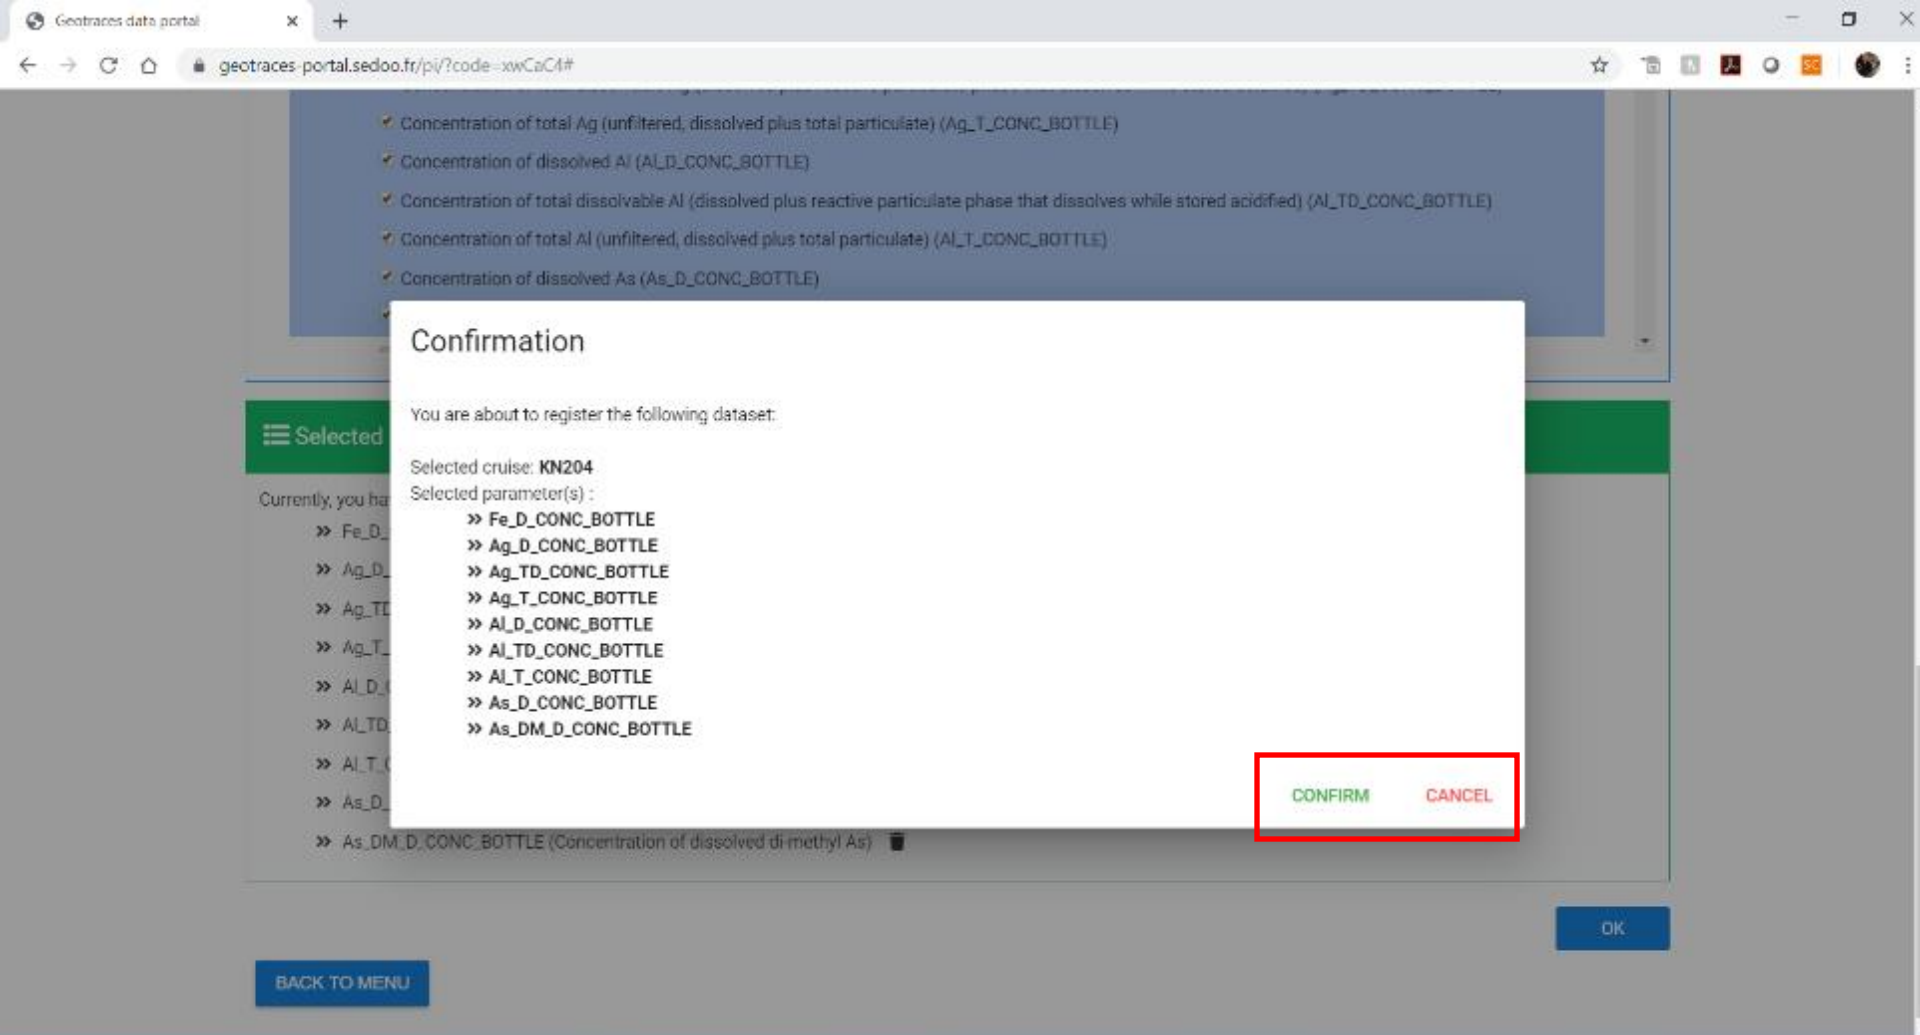 Geotraces data portal
geotraces-portal.sedoo.fr/pi/?code=xwCaC4#
SC
Concentration of total Ag (unfiltered, dissolved plus total particulate) (Ag_T_CONC_BOTTLE)
Concentration of dissolved Al (Al_D_CONC_BOTTLE)
Concentration of total dissolvable Al (dissolved plus reactive particulate phase that dissolves while stored acidified) (Al_TD_CONC_BOTTLE)
Concentration of total Al (unfiltered, dissolved plus total particulate) (Al_T_CONC_BOTTLE)
Concentration of dissolved As (As_D_CONC_BOTTLE)
Confirmation
You are about to register the following dataset:
Selected cruise: KN204
Selected parameter(s) :
» Fe_D_CONC_BOTTLE
» Ag_D_CONC_BOTTLE
» Ag_TD_CONC_BOTTLE
» Ag_T_CONC_BOTTLE
» Al_D_CONC_BOTTLE
» Al_TD_CONC_BOTTLE
» Al_T_CONC_BOTTLE
» As_D_CONC_BOTTLE
» As_DM_D_CONC_BOTTLE
CONFIRM CANCEL
Selected
Currently, you ha
» Fe_D_
» Ag_D_
» Ag_TD
» Ag_T_
» Al_D_C
» Al_TD_
» Al_T_C
» As_D_
» As_DM_D_CONC_BOTTLE (Concentration of dissolved di-methyl As)
OK
BACK TO MENU